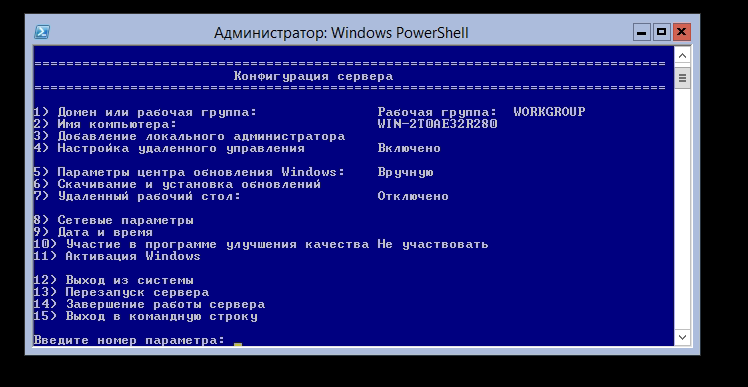 Администратор: Windows PowerShell
===============================================================================
Конфигурация сервера
===============================================================================
1) Домен или рабочая группа: Рабочая группа: WORKGROUP
2) Имя компьютера: WIN-2T0AE32R280
3) Добавление локального администратора
4) Настройка удаленного управления Включено
5) Параметры центра обновления Windows: Вручную
6) Скачивание и установка обновлений
7) Удаленный рабочий стол: Отключено
8) Сетевые параметры
9) Дата и время
10) Участие в программе улучшения качества Не участвовать
11) Активация Windows
12) Выход из системы
13) Перезапуск сервера
14) Завершение работы сервера
15) Выход в командную строку
Введите номер параметра: _